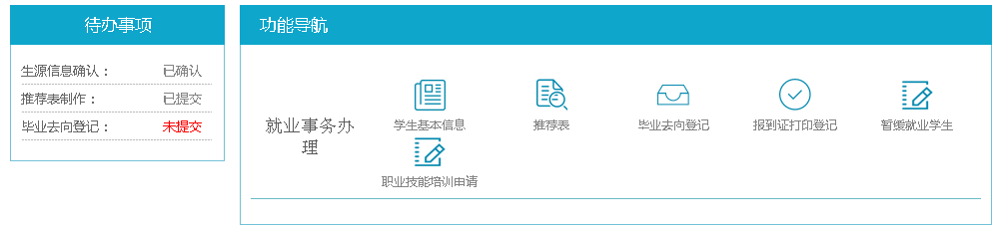 待办事项
生源信息确认： 已确认
推荐表制作： 已提交
毕业去向登记： 未提交
功能导航
就业事务办
理
学生基本信息 推荐表 毕业去向登记 报到证打印登记 暂缓就业学生
职业技能培训申请